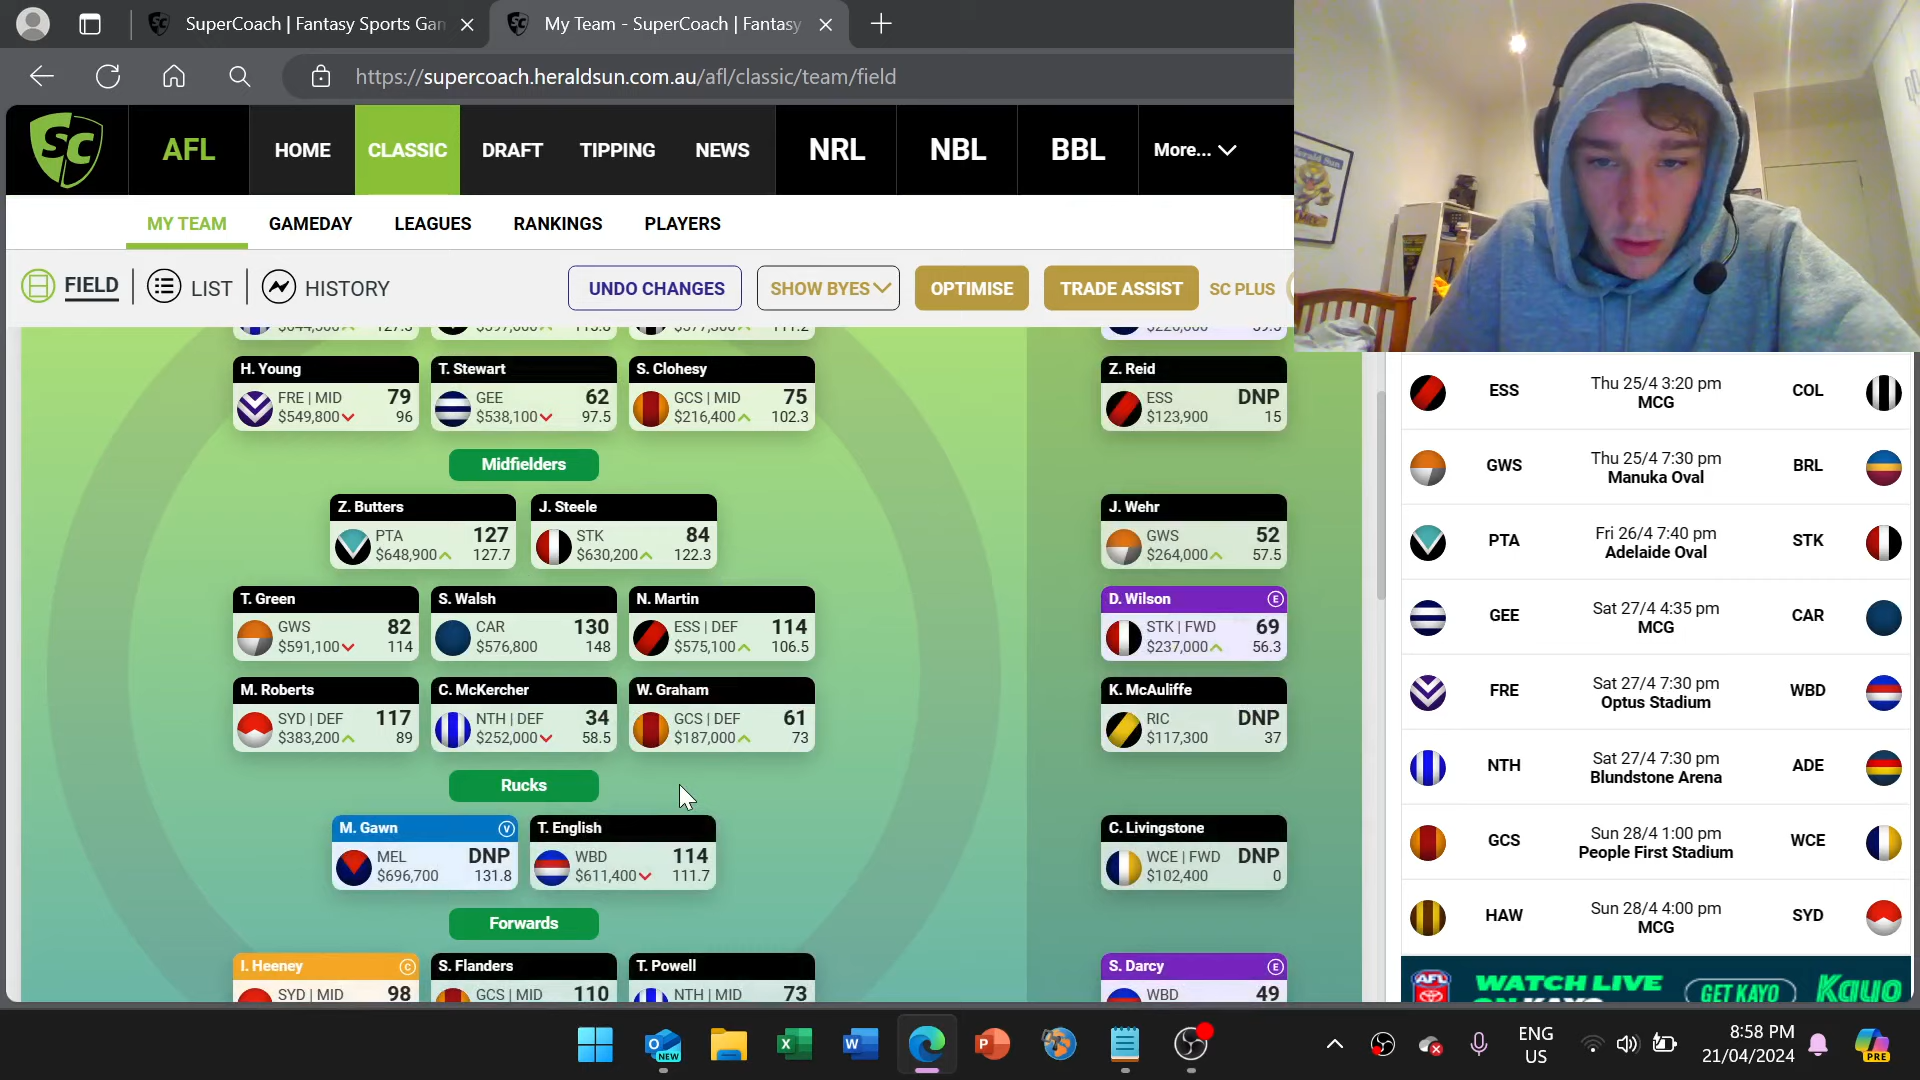 SuperCoach | Fantasy Sports Gam
My Team - SuperCoach | Fantasy
https://supercoach.heraldsun.com.au/afl/classic/team/field
SC
AFL
HOME
CLASSIC
DRAFT
TIPPING
NEWS
NRL
NBL
BBL
More...
MY TEAM
GAMEDAY
LEAGUES
RANKINGS
PLAYERS
FIELD
LIST
HISTORY
UNDO CHANGES
SHOW BYES
OPTIMISE
TRADE ASSIST
SC PLUS
H. Young
FRE | MID 79
$549,800 96
T. Stewart
GEE 62
$538,100 97.5
S. Clohesy
GCS | MID 75
$216,400 102.3
Z. Reid
ESS DNP
$123,900 15
Midfielders
Z. Butters
PTA 127
$648,900 127.7
J. Steele
STK 84
$630,200 122.3
J. Wehr
GWS 52
$264,000 57.5
T. Green
GWS 82
$591,100 114
S. Walsh
CAR 130
$576,800 148
N. Martin
ESS | DEF 114
$575,100 106.5
D. Wilson E
STK | FWD 69
$237,000 56.3
M. Roberts
SYD | DEF 117
$383,200 89
C. McKercher
NTH | DEF 34
$252,000 58.5
W. Graham
GCS | DEF 61
$187,000 73
K. McAuliffe
RIC DNP
$117,300 37
Rucks
M. Gawn V
MEL DNP
$696,700 131.8
T. English
WBD 114
$611,400 111.7
C. Livingstone
WCE | FWD DNP
$102,400 0
Forwards
I. Heeney C
SYD | MID 98
S. Flanders
GCS | MID 110
T. Powell
NTH | MID 73
S. Darcy E
WBD 49
ESS Thu 25/4 3:20 pm COL
MCG
GWS Thu 25/4 7:30 pm BRL
Manuka Oval
PTA Fri 26/4 7:40 pm STK
Adelaide Oval
GEE Sat 27/4 4:35 pm CAR
MCG
FRE Sat 27/4 7:30 pm WBD
Optus Stadium
NTH Sat 27/4 7:30 pm ADE
Blundstone Arena
GCS Sun 28/4 1:00 pm WCE
People First Stadium
HAW Sun 28/4 4:00 pm SYD
MCG
AFL
WATCH LIVE
ON KAYO
GET KAYO
Kayo
NEW
ENG
US
8:58 PM
21/04/2024
PRE